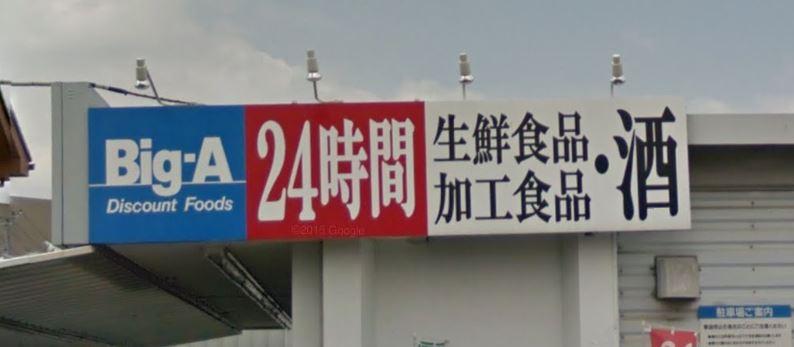 Big-A
Discount Foods
24時間
生鮮食品
加工食品
・酒
©2015 Google
駐車場ご案内